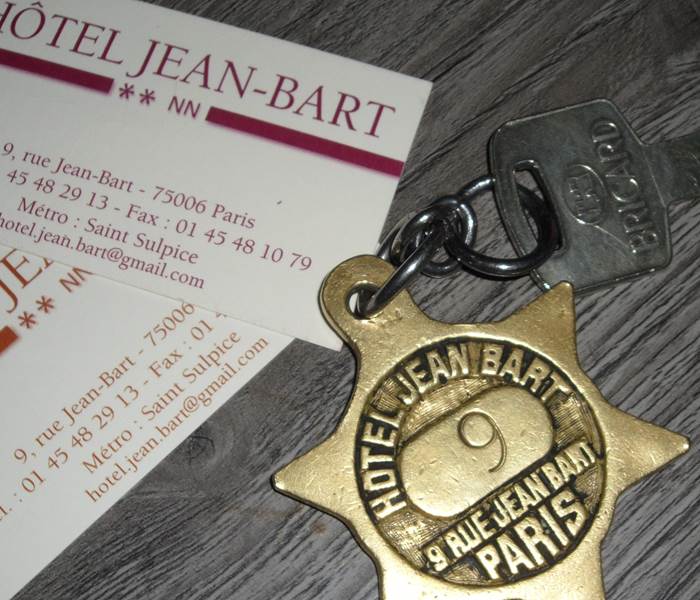 HÔTEL JEAN-BART
** NN
9, rue Jean-Bart - 75006 Paris
45 48 29 13 - Fax : 01 45 48 10 79
Métro : Saint Sulpice
hotel.jean.bart@gmail.com
** NN
9, rue Jean-Bart - 75006
: 01 45 48 29 13 - Fax : 01 4
Métro : Saint Sulpice
hotel.jean.bart@gmail.com
BRICARD
HOTEL JEAN BART
9
9 RUE JEAN BART
PARIS